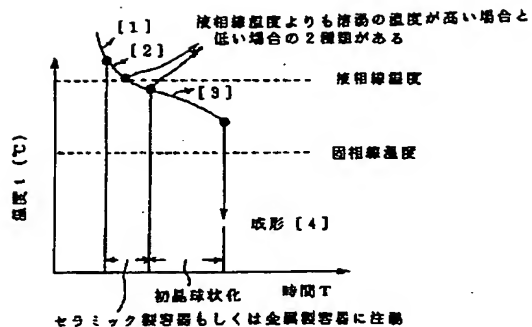 [1]
液相線温度よりも溶湯の温度が高い場合と
低い場合の2種類がある
[2]
液相線温度
[3]
固相線温度
温度 t (℃)
成形 [4]
初晶球状化
時間T
セラミック製容器もしくは金属製容器に注湯